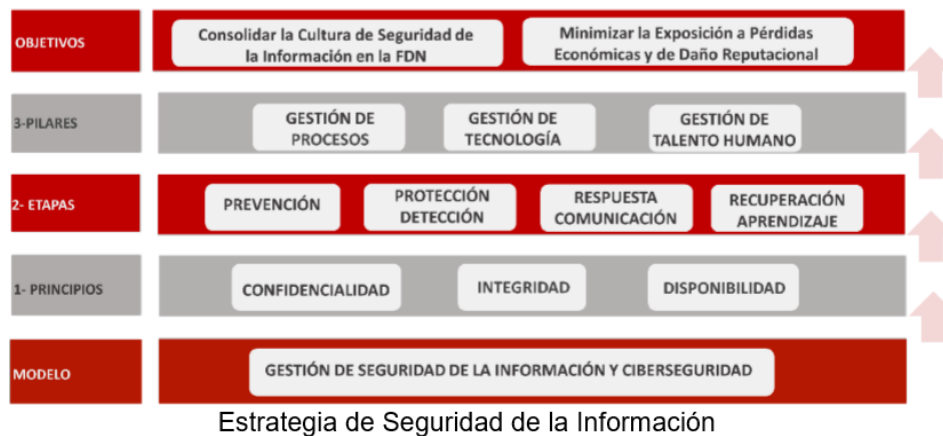 OBJETIVOS
Consolidar la Cultura de Seguridad de
la Información en la FDN
Minimizar la Exposición a Pérdidas
Económicas y de Daño Reputacional
3-PILARES
GESTIÓN DE
PROCESOS
GESTIÓN DE
TECNOLOGÍA
GESTIÓN DE
TALENTO HUMANO
2- ETAPAS
PREVENCIÓN
PROTECCIÓN
DETECCIÓN
RESPUESTA
COMUNICACIÓN
RECUPERACIÓN
APRENDIZAJE
1- PRINCIPIOS
CONFIDENCIALIDAD
INTEGRIDAD
DISPONIBILIDAD
MODELO
GESTIÓN DE SEGURIDAD DE LA INFORMACIÓN Y CIBERSEGURIDAD
Estrategia de Seguridad de la Información